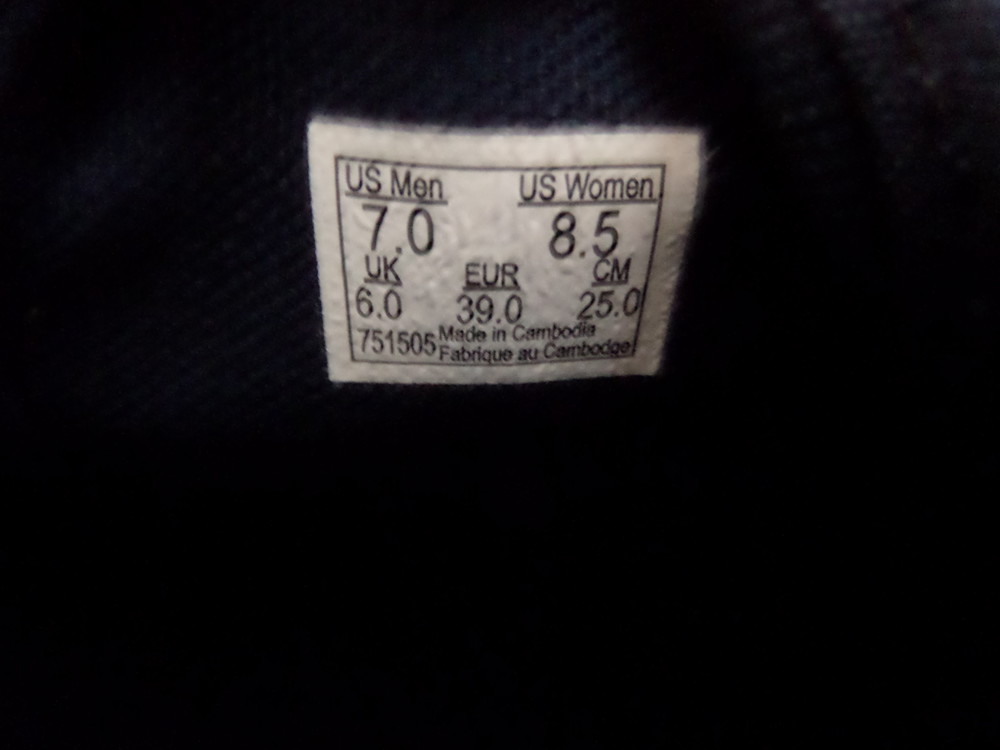 US Men US Women
7.0 8.5
UK EUR CM
6.0 39.0 25.0
751505 Made in Cambodia
Fabrique au Cambodge